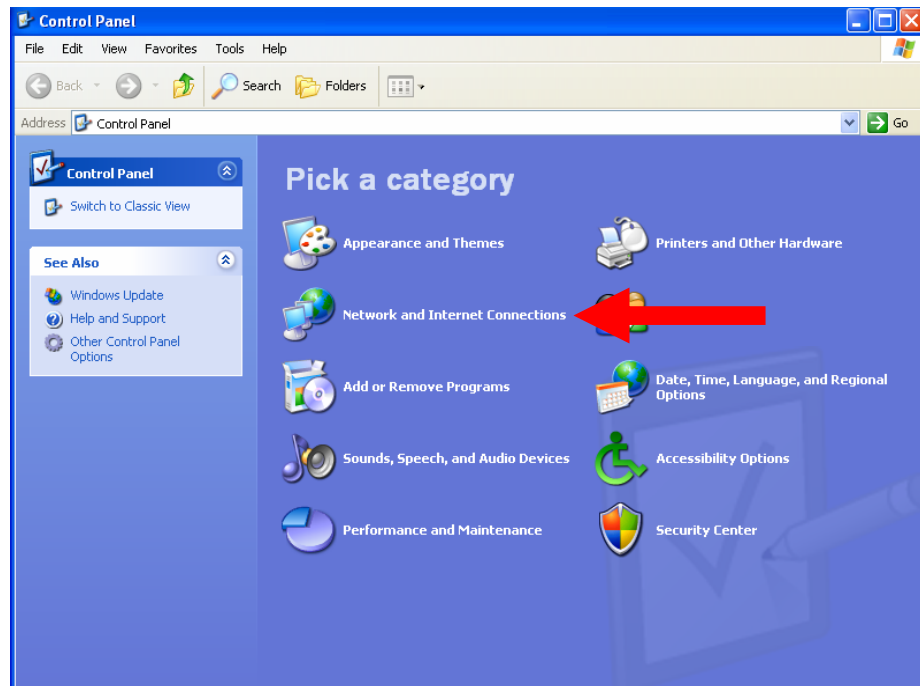 Control Panel
File Edit View Favorites Tools Help
Back Search Folders
Address Control Panel Go
Control Panel
Switch to Classic View
See Also
Windows Update
Help and Support
Other Control Panel
Options
Pick a category
Appearance and Themes
Printers and Other Hardware
Network and Internet Connections
Add or Remove Programs
Date, Time, Language, and Regional
Options
Sounds, Speech, and Audio Devices
Accessibility Options
Performance and Maintenance
Security Center